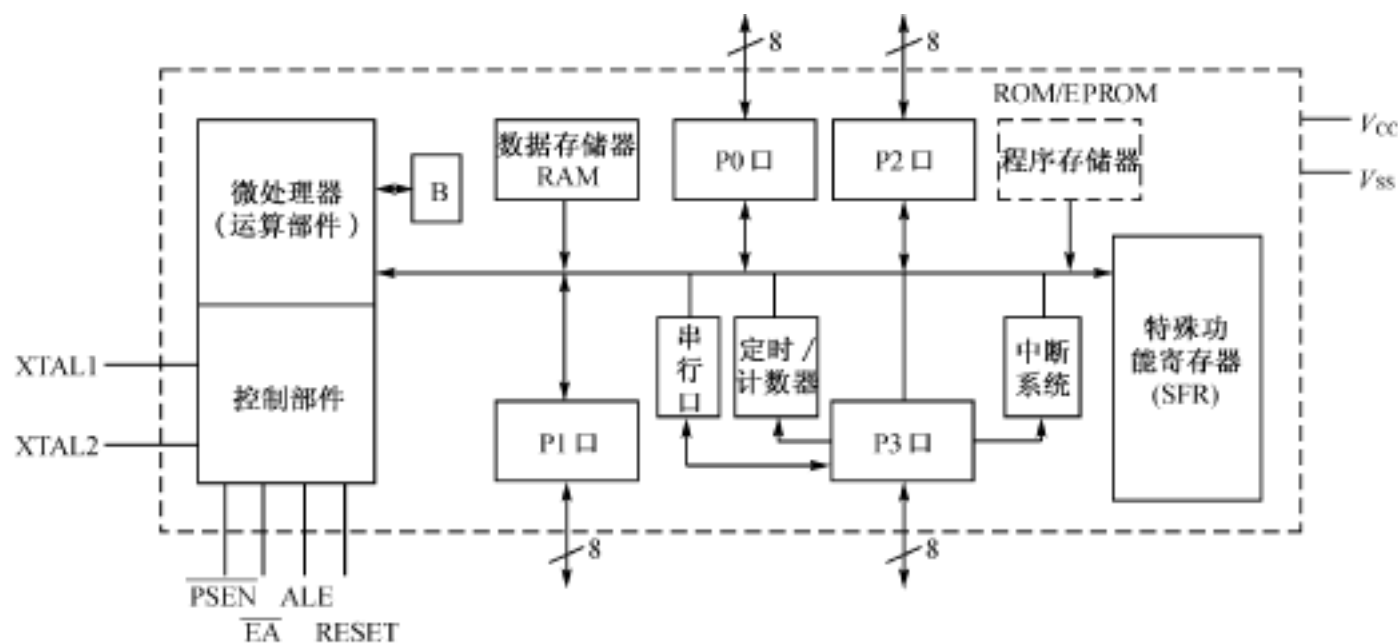 8
8
ROM/EPROM
V_CC
V_SS
微处理器
(运算部件)
B
数据存储器
RAM
P0 口
P2 口
程序存储器
特殊功
能寄存器
(SFR)
XTAL1
XTAL2
控制部件
P1 口
串
行
口
定时/
计数器
P3 口
中断
系统
8
8
P̅S̅E̅N̅
ALE
E̅A̅
RESET